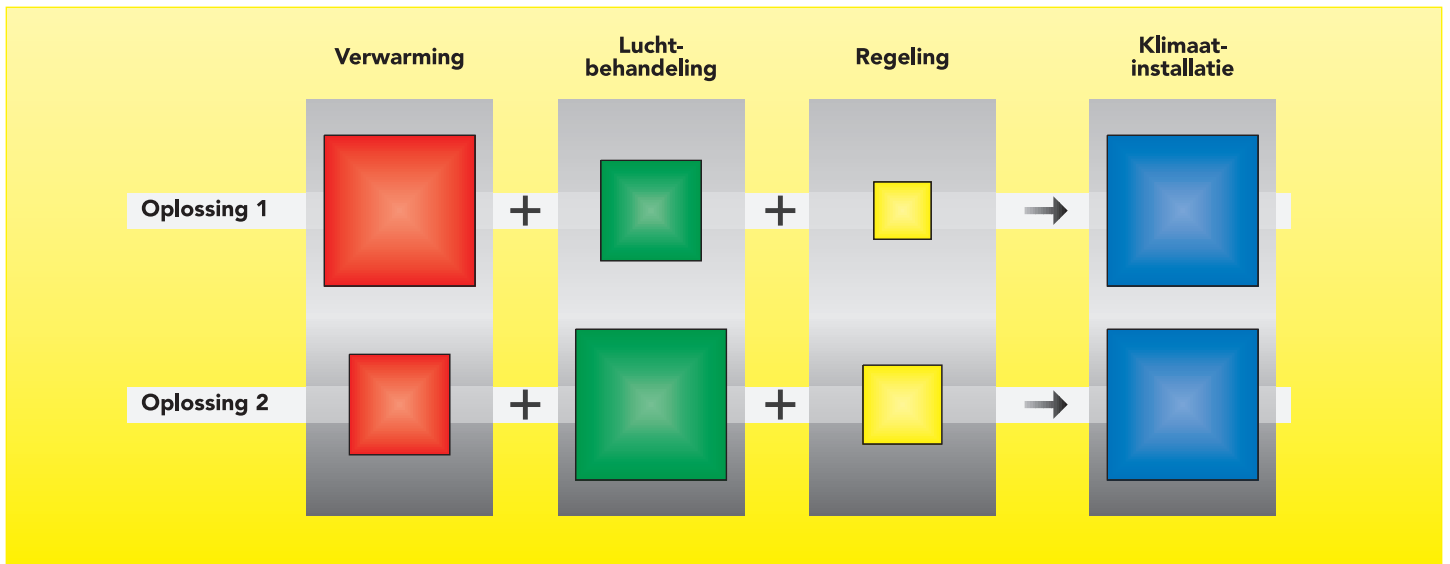 Verwarming
Lucht-
behandeling
Regeling
Klimaat-
installatie
Oplossing 1
+
+
→
Oplossing 2
+
+
→